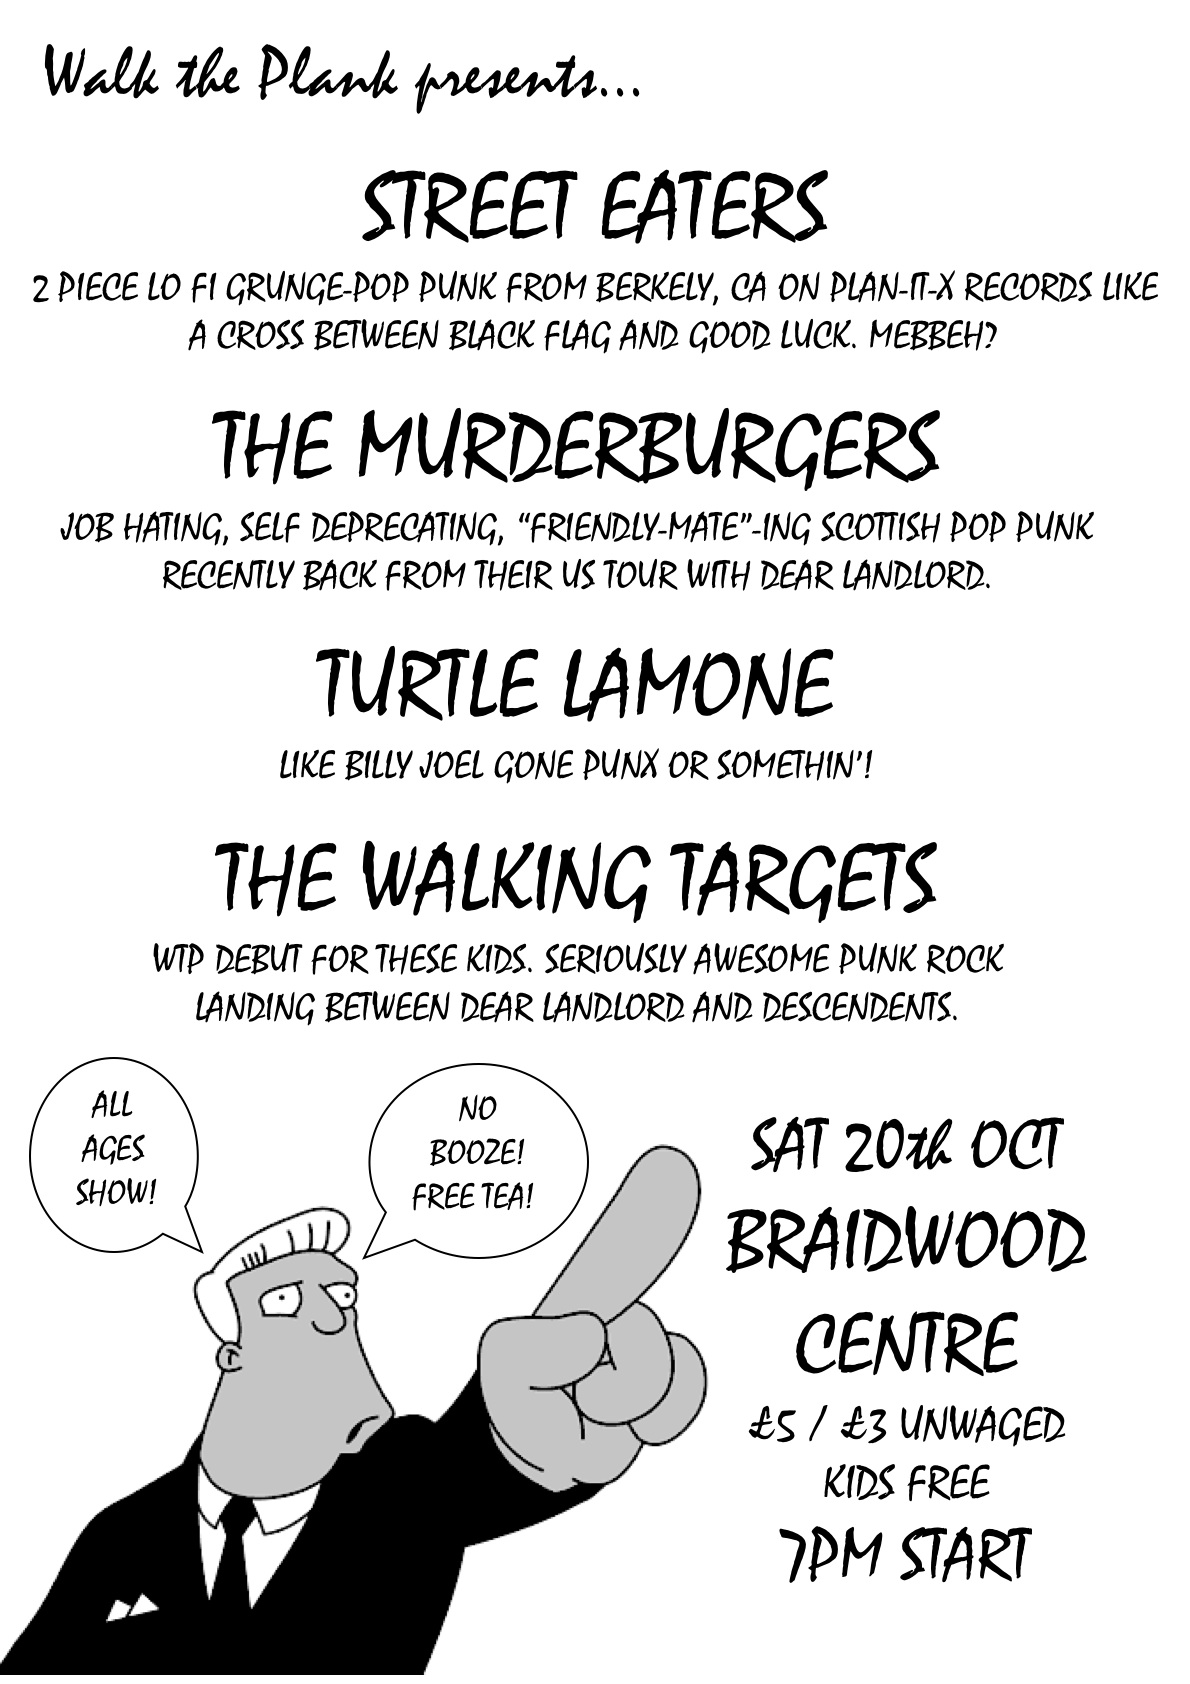 Walk the Plank presents...
STREET EATERS
2 PIECE LO FI GRUNGE-POP PUNK FROM BERKELY, CA ON PLAN-IT-X RECORDS LIKE
A CROSS BETWEEN BLACK FLAG AND GOOD LUCK. MEBBEH?
THE MURDERBURGERS
JOB HATING, SELF DEPRECATING, “FRIENDLY-MATE”-ING SCOTTISH POP PUNK
RECENTLY BACK FROM THEIR US TOUR WITH DEAR LANDLORD.
TURTLE LAMONE
LIKE BILLY JOEL GONE PUNX OR SOMETHIN’!
THE WALKING TARGETS
WTP DEBUT FOR THESE KIDS. SERIOUSLY AWESOME PUNK ROCK
LANDING BETWEEN DEAR LANDLORD AND DESCENDENTS.
ALL
AGES
SHOW!
NO
BOOZE!
FREE TEA!
SAT 20th OCT
BRAIDWOOD
CENTRE
£5 / £3 UNWAGED
KIDS FREE
7PM START